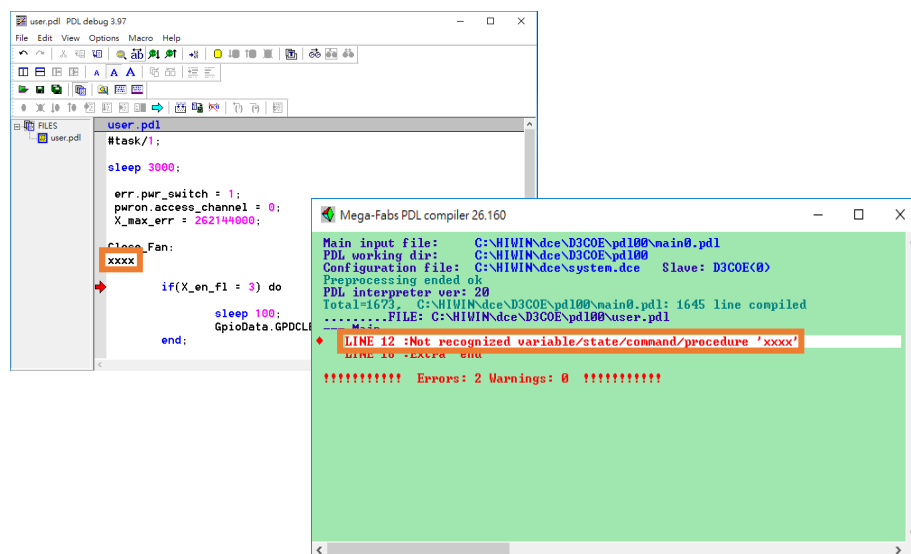 user.pdl PDL debug 3.97
File Edit View Options Macro Help
FILES
user.pdl
user.pdl
#task/1;
sleep 3000;
err.pwr_switch = 1;
pwron.access_channel = 0;
X_max_err = 262144000;
Close_Fan:
xxxx
if(X_en_fl = 3) do
sleep 100;
GpioData.GPDCLE
end;
Mega-Fabs PDL compiler 26.160
Main input file: C:\HIWIN\dce\D3COE\pdl00\main0.pdl
PDL working dir: C:\HIWIN\dce\D3COE\pdl00
Configuration file: C:\HIWIN\dce\system.dce Slave: D3COE(0)
Preprocessing ended ok
PDL interpreter ver: 20
Total=1673, C:\HIWIN\dce\D3COE\pdl00\main0.pdl: 1645 line compiled
.........FILE: C:\HIWIN\dce\D3COE\pdl00\user.pdl
--- Main
LINE 12 :Not recognized variable/state/command/procedure 'xxxx'
LINE 18 :Extra 'end'
!!!!!!!!!!! Errors: 2 Warnings: 0 !!!!!!!!!!!